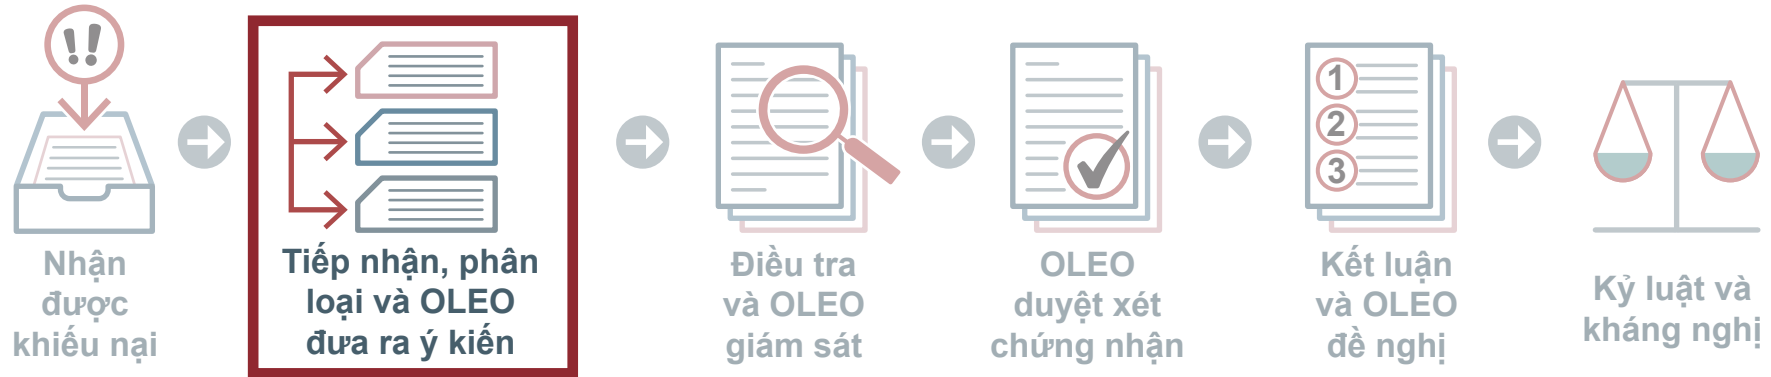 !!
Nhận
được
khiếu nại
Tiếp nhận, phân
loại và OLEO
đưa ra ý kiến
Điều tra
và OLEO
giám sát
OLEO
duyệt xét
chứng nhận
1
2
3
Kết luận
và OLEO
đề nghị
Kỷ luật và
kháng nghị